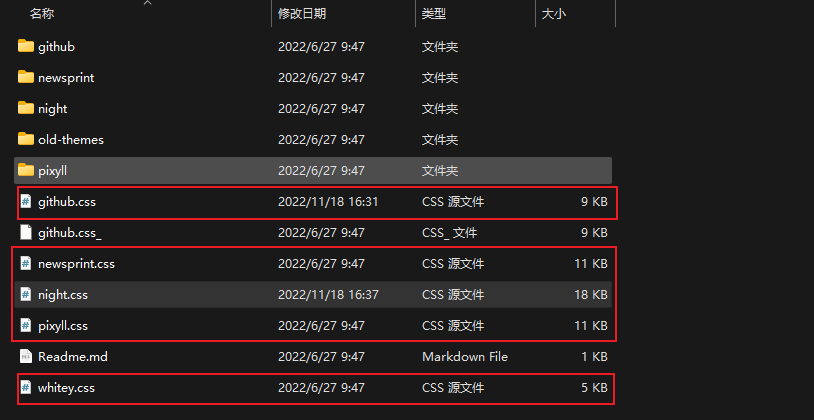 名称 修改日期 类型 大小
github 2022/6/27 9:47 文件夹
newsprint 2022/6/27 9:47 文件夹
night 2022/6/27 9:47 文件夹
old-themes 2022/6/27 9:47 文件夹
pixyll 2022/6/27 9:47 文件夹
github.css 2022/11/18 16:31 CSS 源文件 9 KB
github.css_ 2022/6/27 9:47 CSS_ 文件 9 KB
newsprint.css 2022/6/27 9:47 CSS 源文件 11 KB
night.css 2022/11/18 16:37 CSS 源文件 18 KB
pixyll.css 2022/6/27 9:47 CSS 源文件 11 KB
Readme.md 2022/6/27 9:47 Markdown File 1 KB
whitey.css 2022/6/27 9:47 CSS 源文件 5 KB